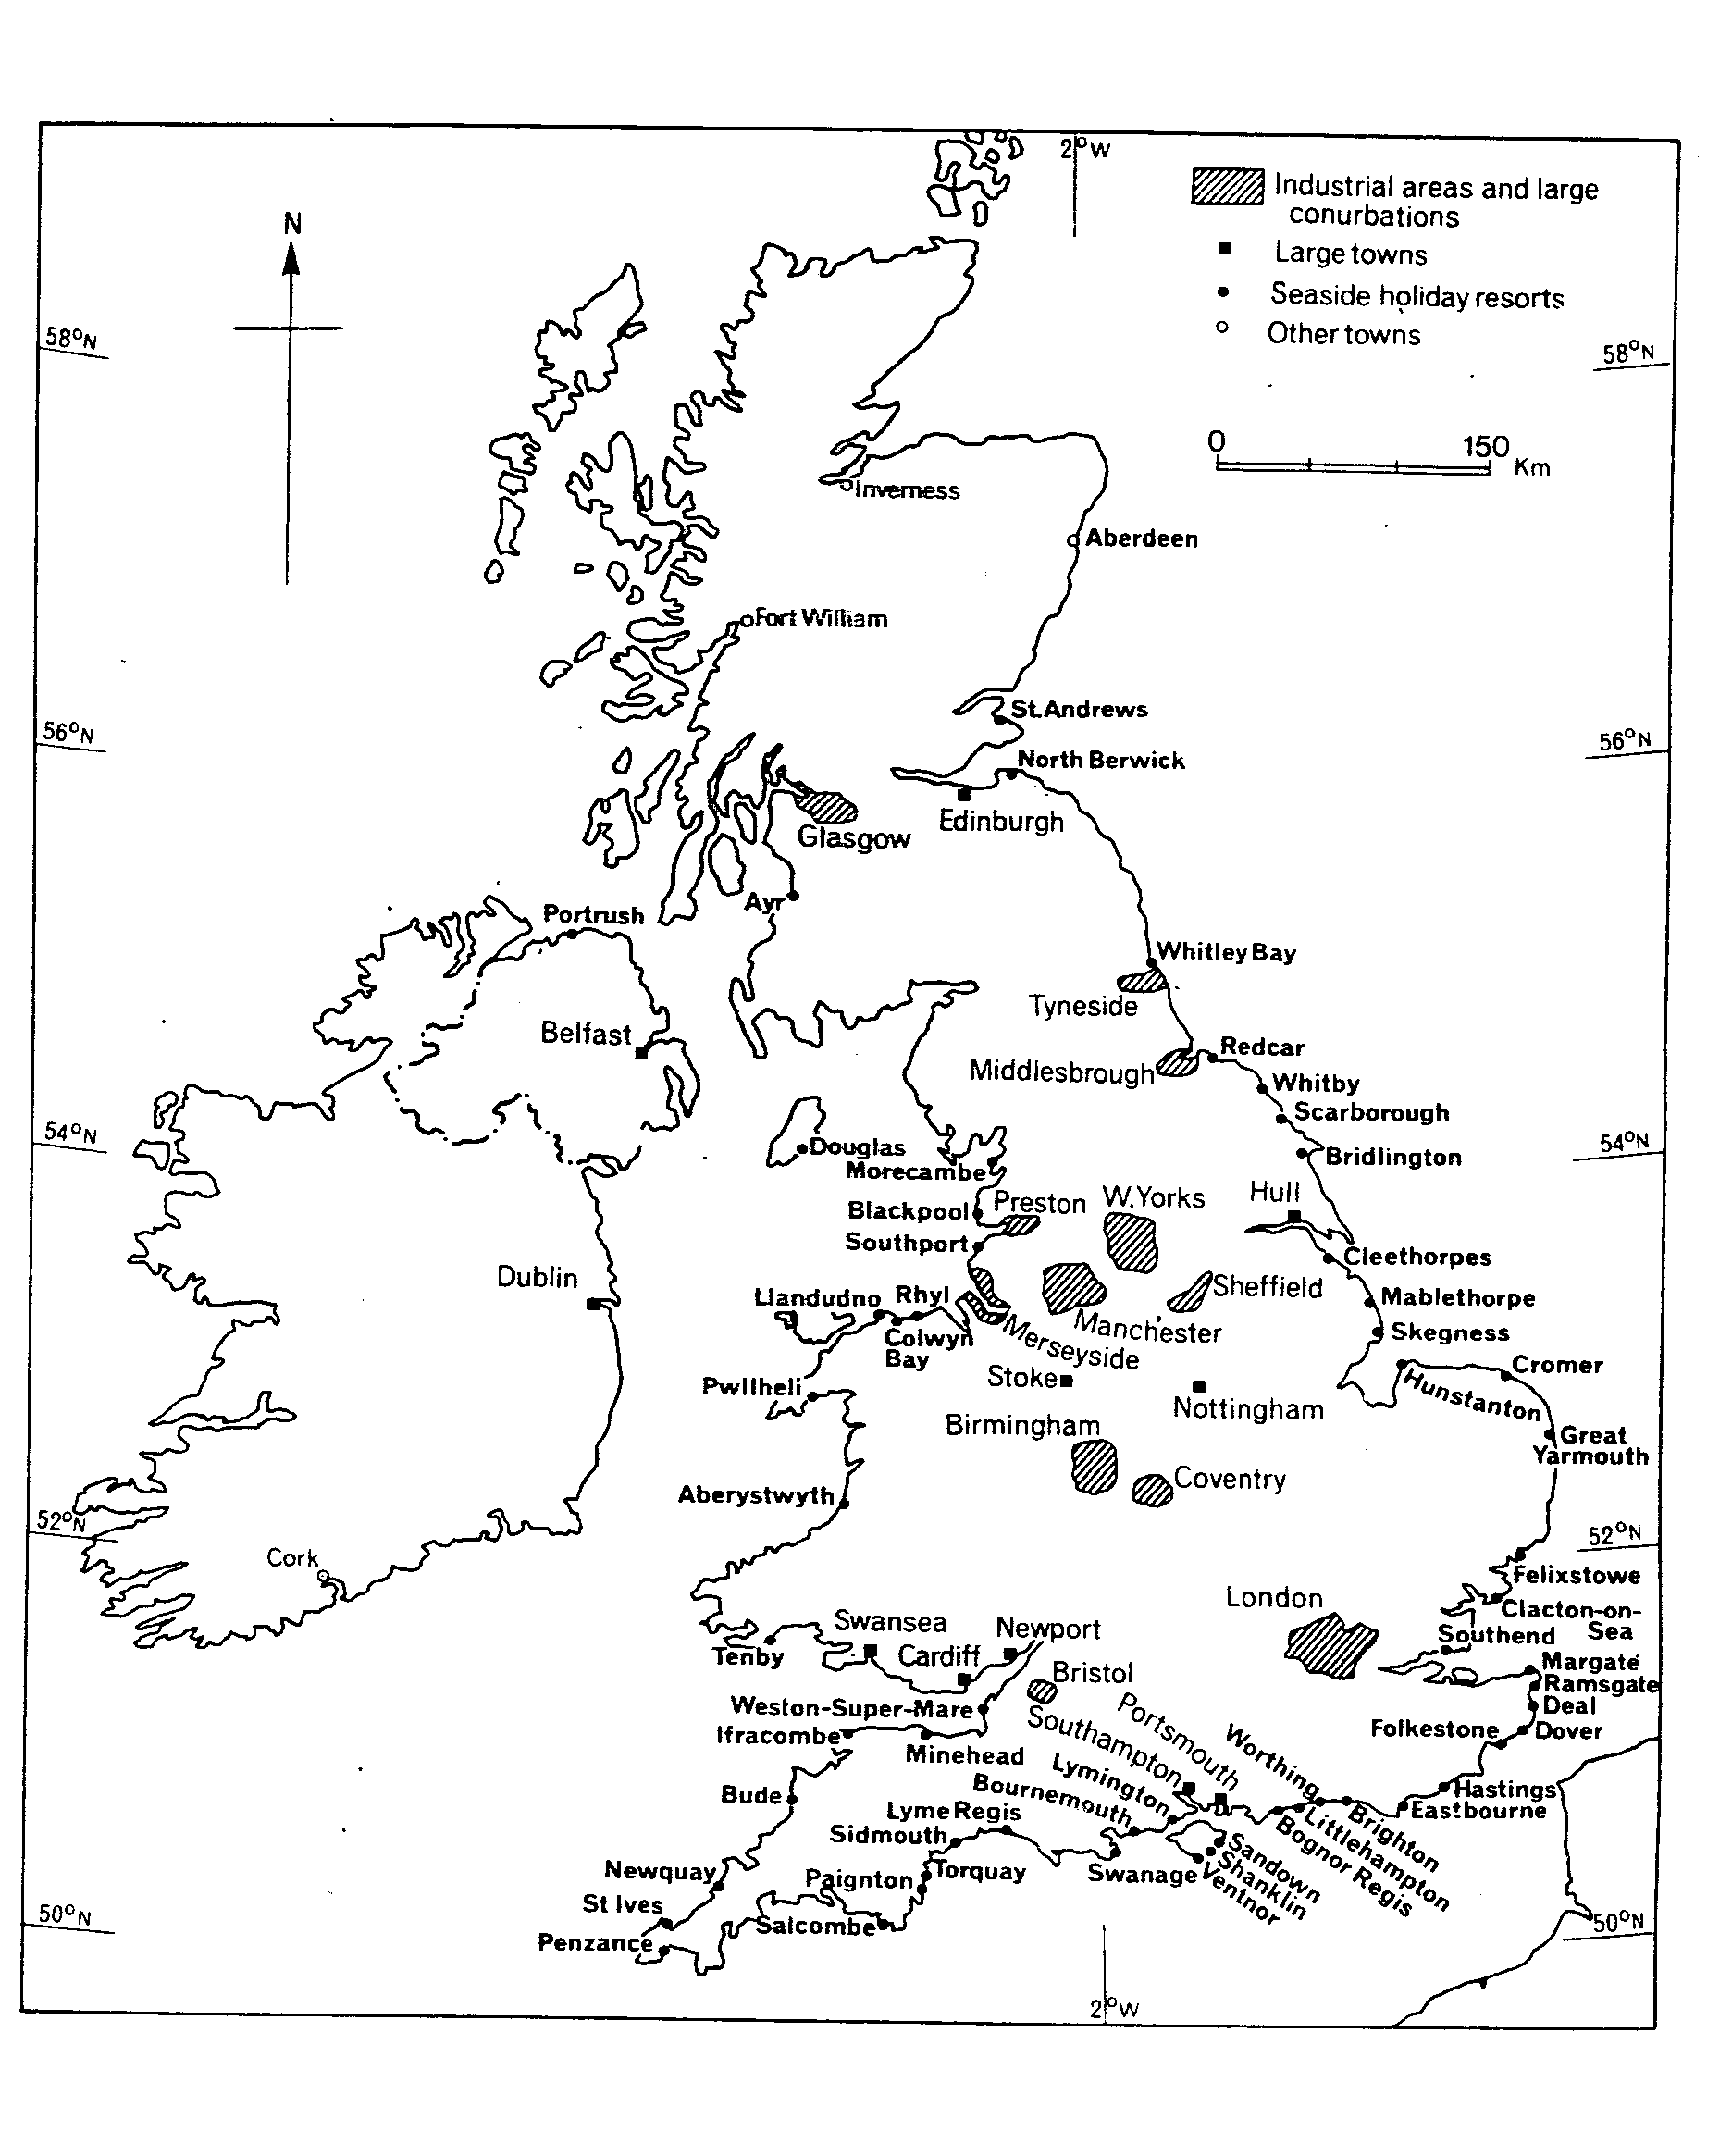 2°W
Industrial areas and large
conurbations
Large towns
Seaside holiday resorts
Other towns
N
58°N
58°N
0
150
Km
Inverness
Aberdeen
Fort William
St.Andrews
56°N
56°N
North Berwick
Edinburgh
Glasgow
Ayr
Portrush
Whitley Bay
Tyneside
Belfast
Redcar
Middlesbrough
Whitby
Scarborough
54°N
54°N
Douglas
Bridlington
Morecambe
Preston
W.Yorks
Hull
Blackpool
Southport
Cleethorpes
Dublin
Sheffield
Llandudno
Rhyl
Mablethorpe
Manchester
Skegness
Colwyn
Bay
Merseyside
Cromer
Stoke
Pwllheli
Hunstanton
Nottingham
Birmingham
Great
Yarmouth
Coventry
Aberystwyth
52°N
52°N
Cork
Felixstowe
London
Clacton-on-
Sea
Swansea
Newport
Southend
Cardiff
Tenby
Margate
Bristol
Ramsgate
Weston-Super-Mare
Deal
Portsmouth
Southampton
Ifracombe
Folkestone
Dover
Worthing
Minehead
Lymington
Bournemouth
Hastings
Bude
Eastbourne
Lyme Regis
Brighton
Littlehampton
Bognor Regis
Sidmouth
Sandown
Shanklin
Ventnor
Swanage
Newquay
Paignton
Torquay
St Ives
Salcombe
50°N
50°N
Penzance
2°W